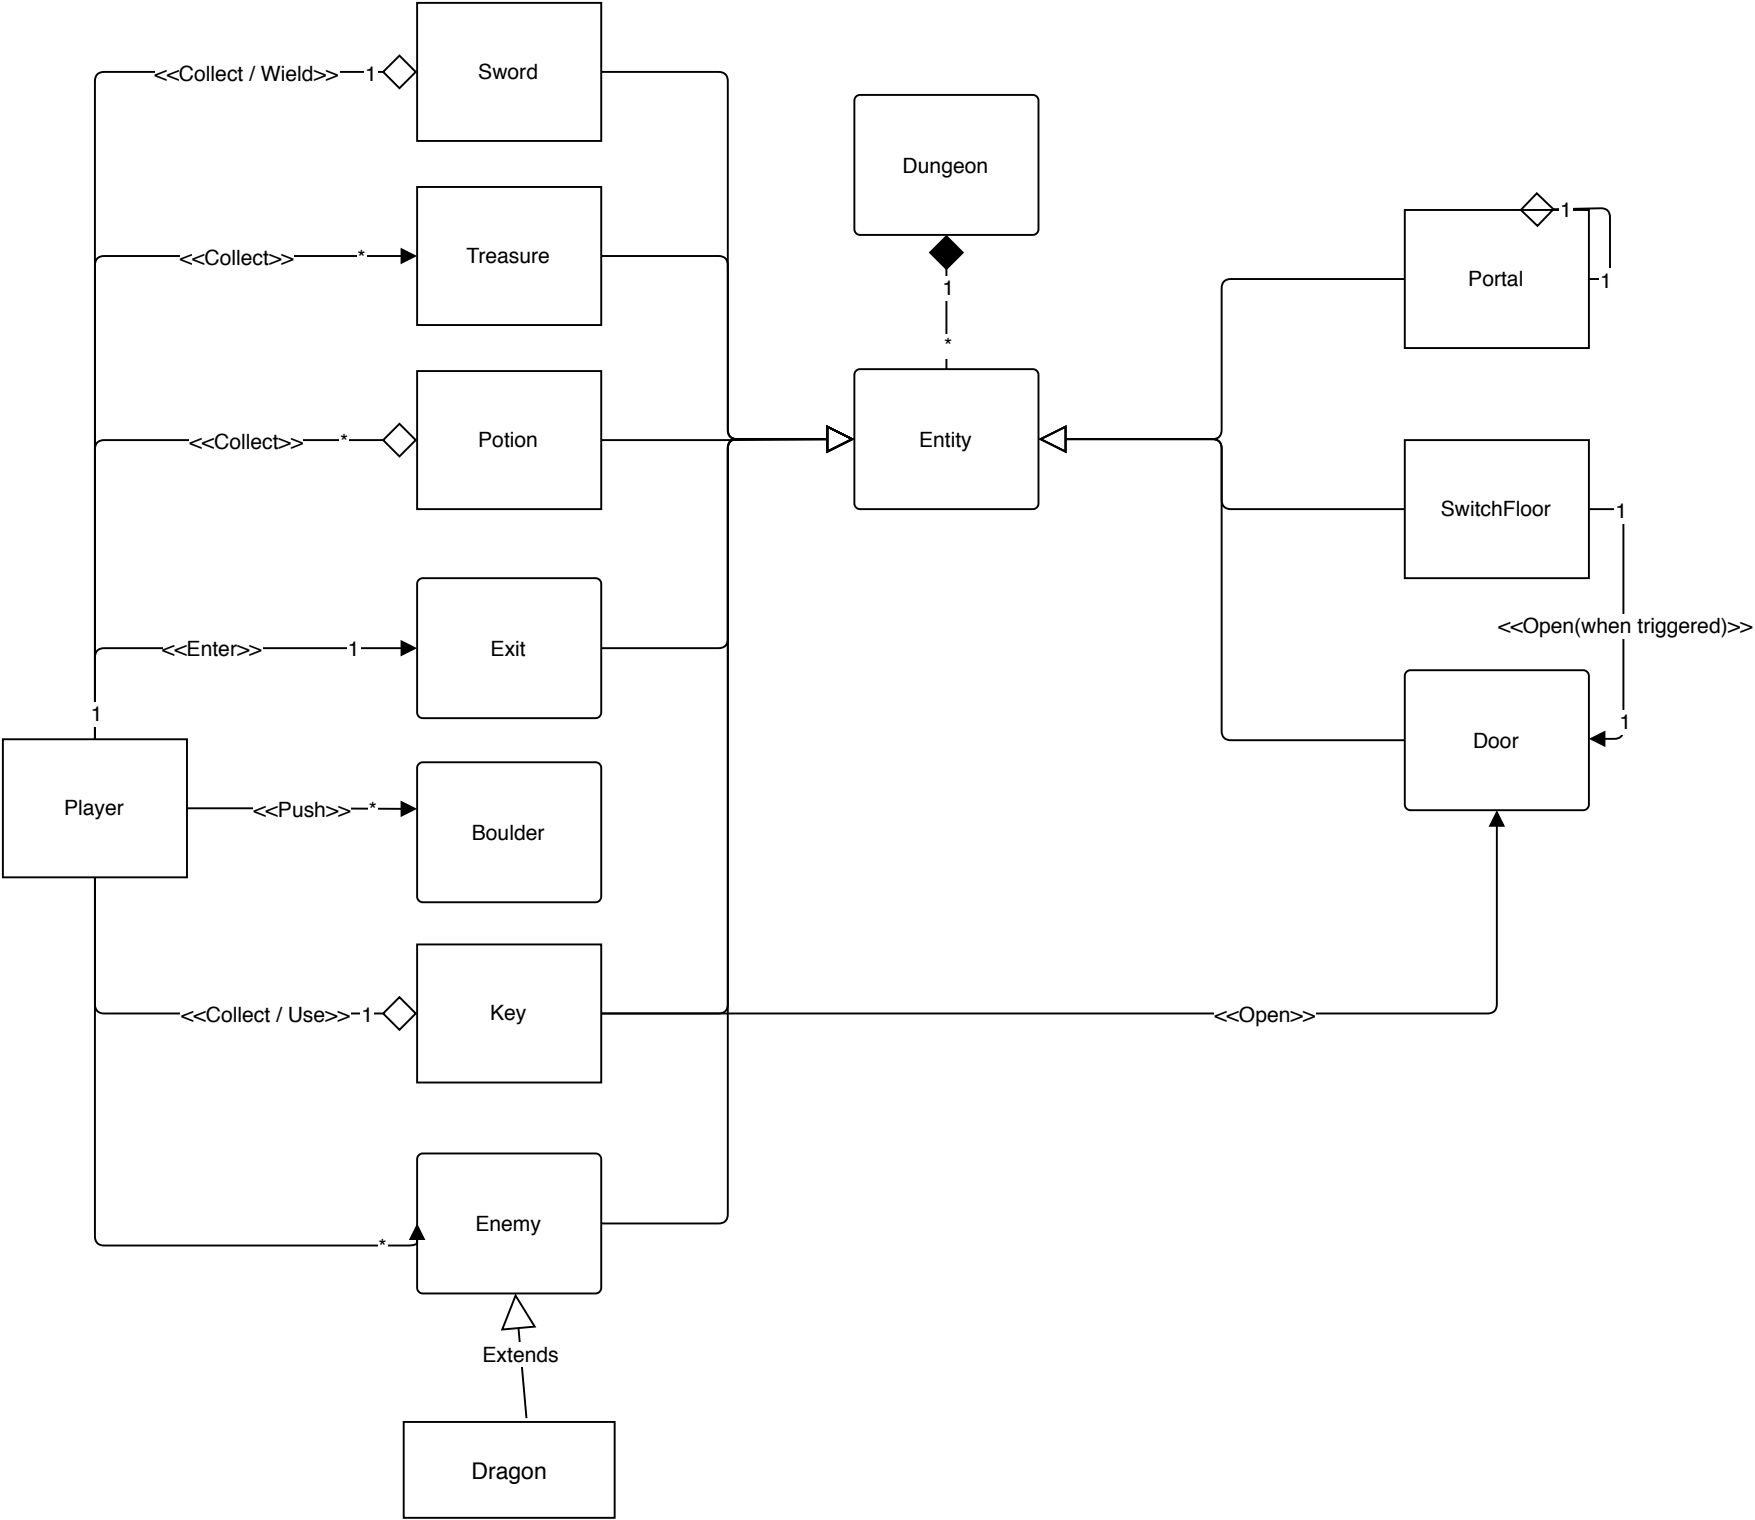 <<Collect / Wield>>
1
Sword
Dungeon
<<Collect>>
*
Treasure
1
Portal
1
1
*
<<Collect>>
*
Potion
Entity
SwitchFloor
1
<<Open(when triggered)>>
<<Enter>>
1
Exit
1
1
Door
Player
<<Push>>
*
Boulder
<<Collect / Use>>
1
Key
<<Open>>
*
Enemy
Extends
Dragon